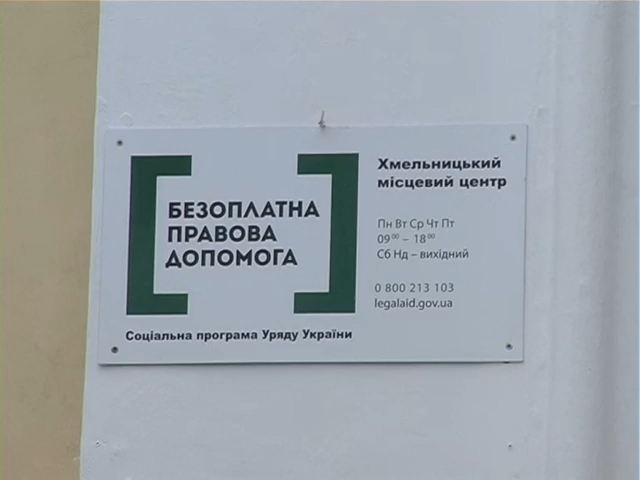 БЕЗОПЛАТНА
ПРАВОВА
ДОПОМОГА
Соціальна програма Уряду України
Хмельницький
місцевий центр
Пн Вт Ср Чт Пт
09⁰⁰ – 18⁰⁰
Сб Нд – вихідний
0 800 213 103
legalaid.gov.ua